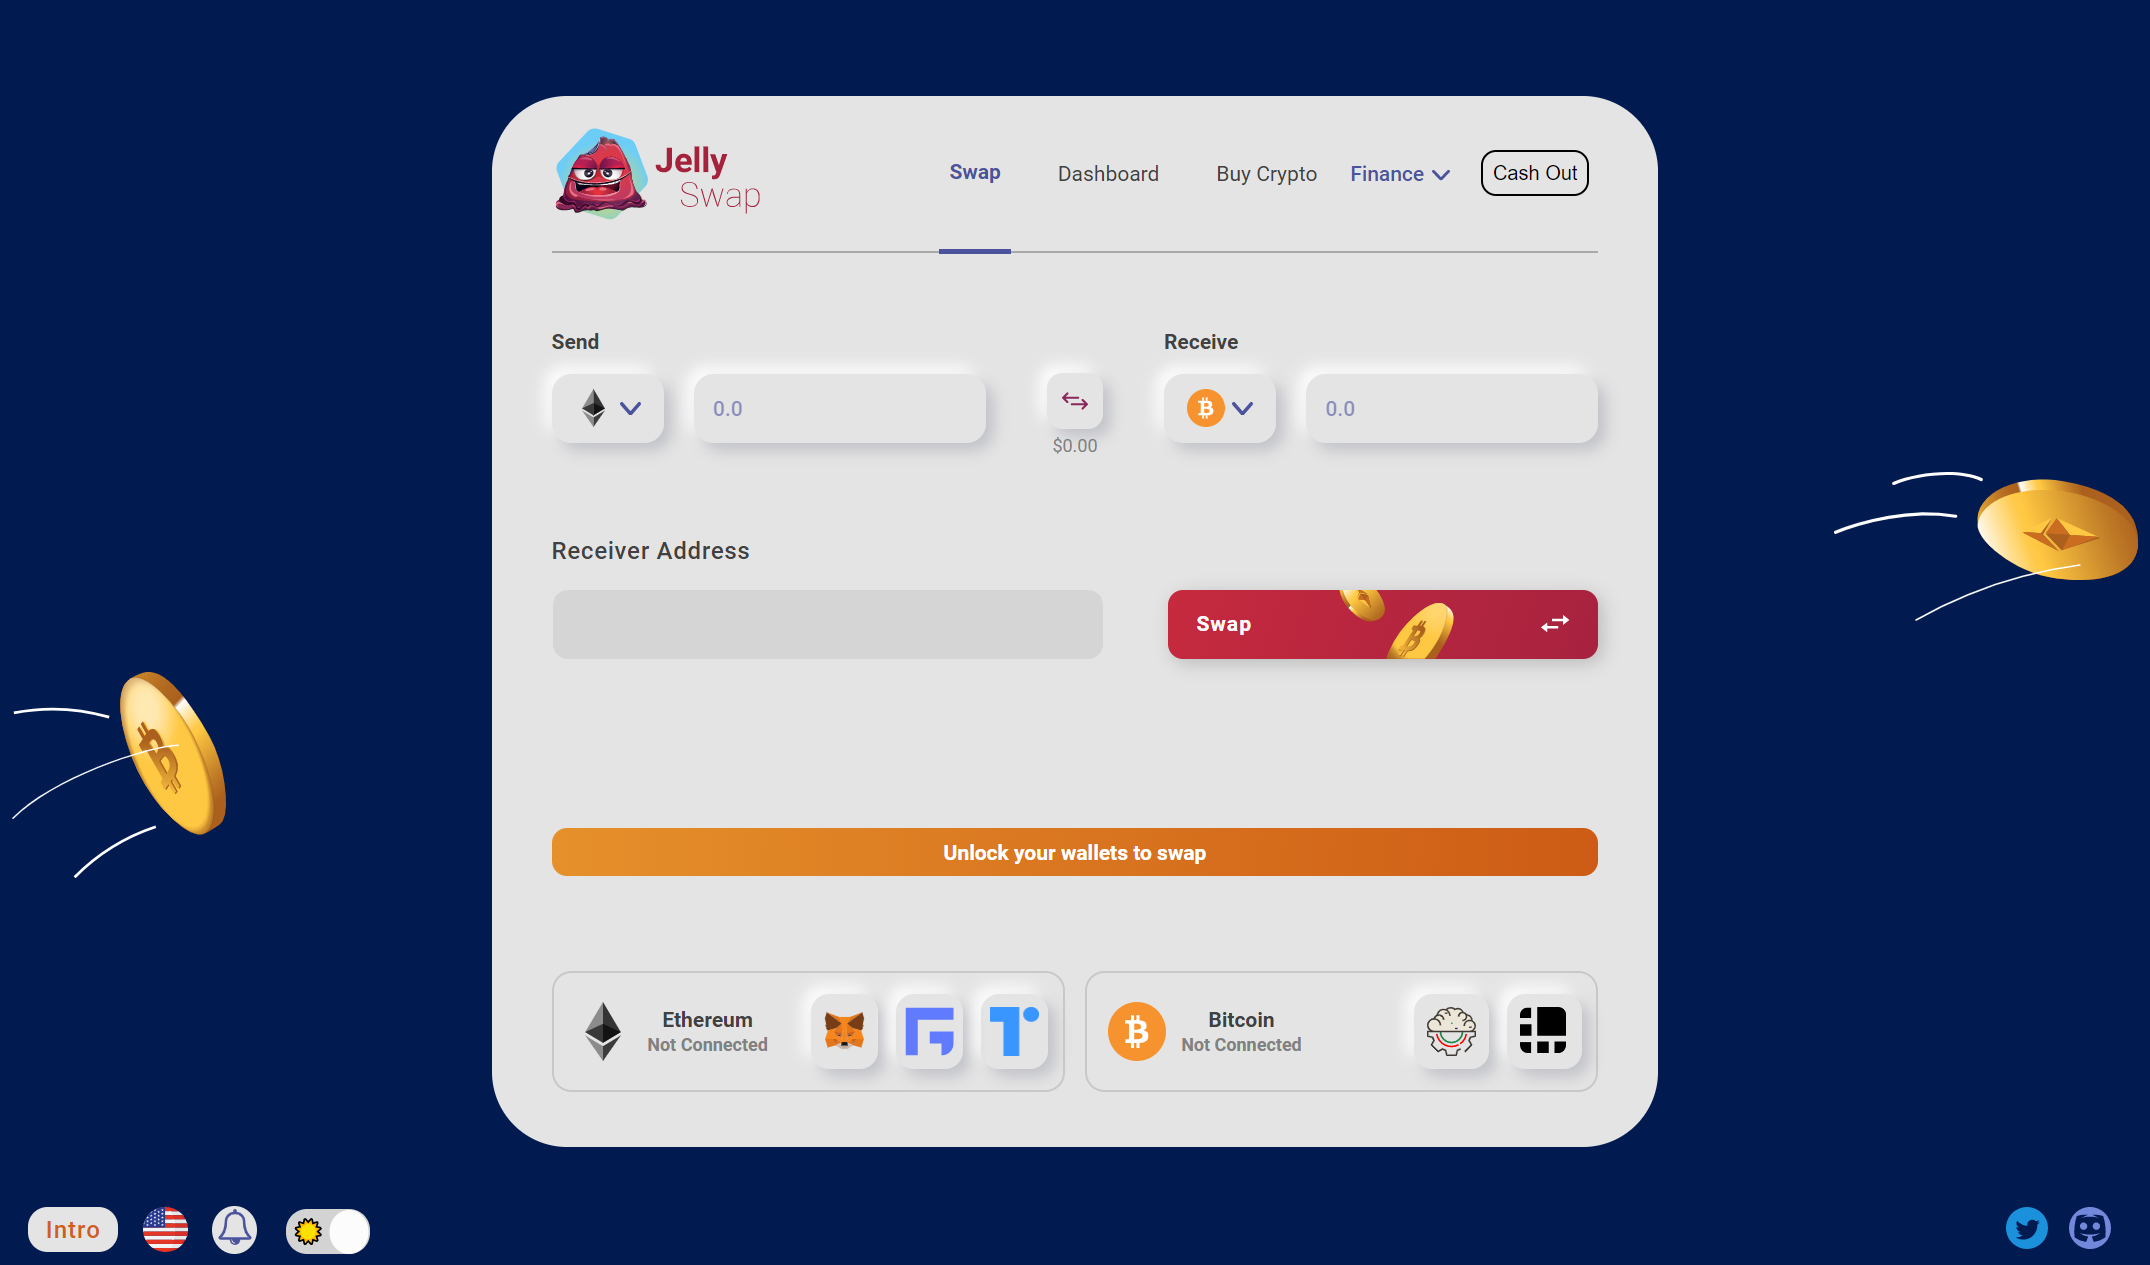 Jelly
Swap
Swap
Dashboard
Buy Crypto
Finance
Cash Out
Send
Receive
0.0
$0.00
0.0
Receiver Address
Swap
Unlock your wallets to swap
Ethereum
Not Connected
Bitcoin
Not Connected
Intro